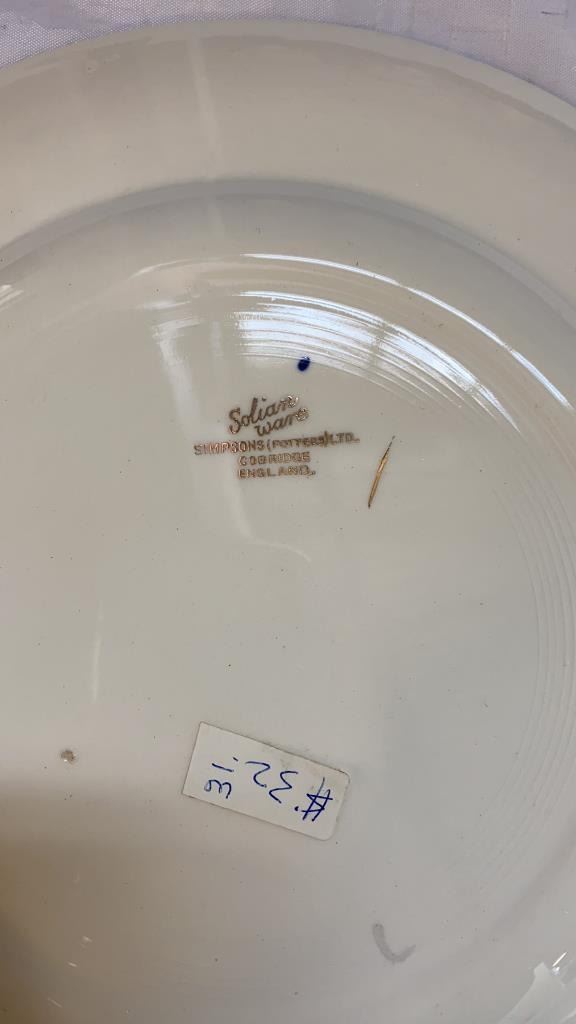 Solian
ware
SIMPSONS (POTTERS) LTD.
COBRIDGE
ENGLAND.
#.32